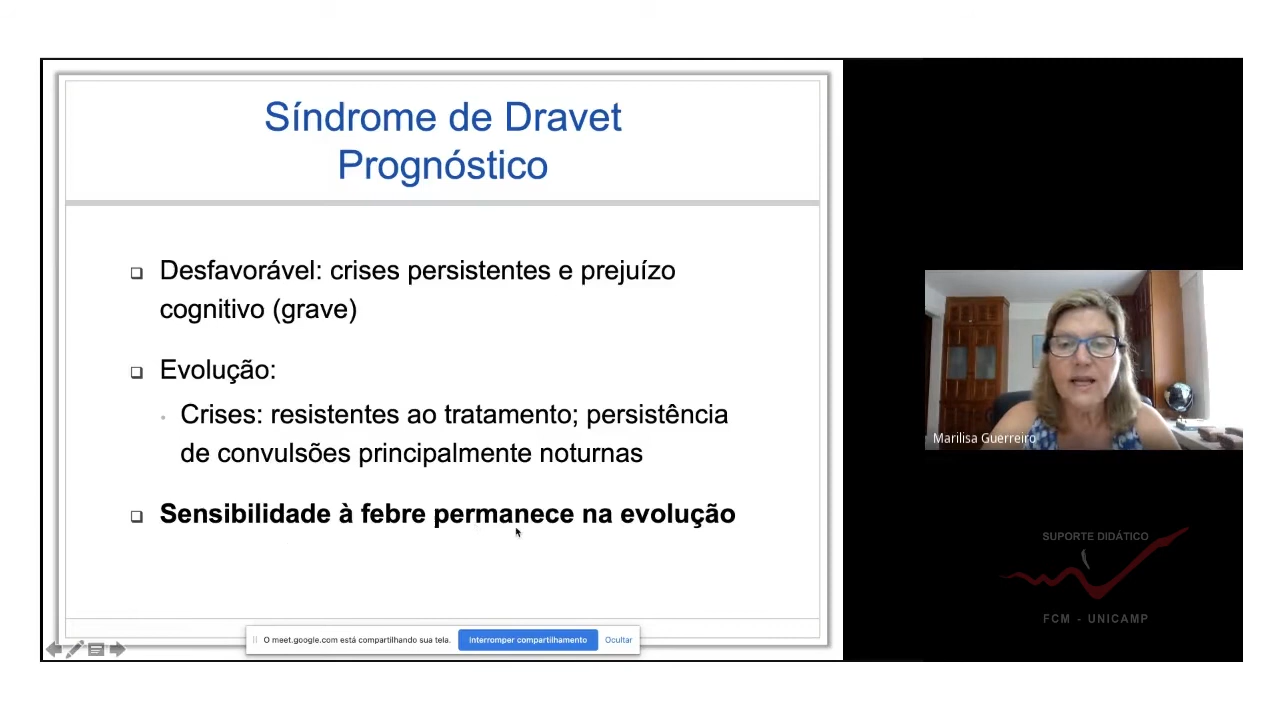 Síndrome de Dravet
Prognóstico
Desfavorável: crises persistentes e prejuízo
cognitivo (grave)
Evolução:
Crises: resistentes ao tratamento; persistência
de convulsões principalmente noturnas
Sensibilidade à febre permanece na evolução
O meet.google.com está compartilhando sua tela.
Interromper compartilhamento
Ocultar
Marilisa Guerreiro
SUPORTE DIDÁTICO
FCM - UNICAMP